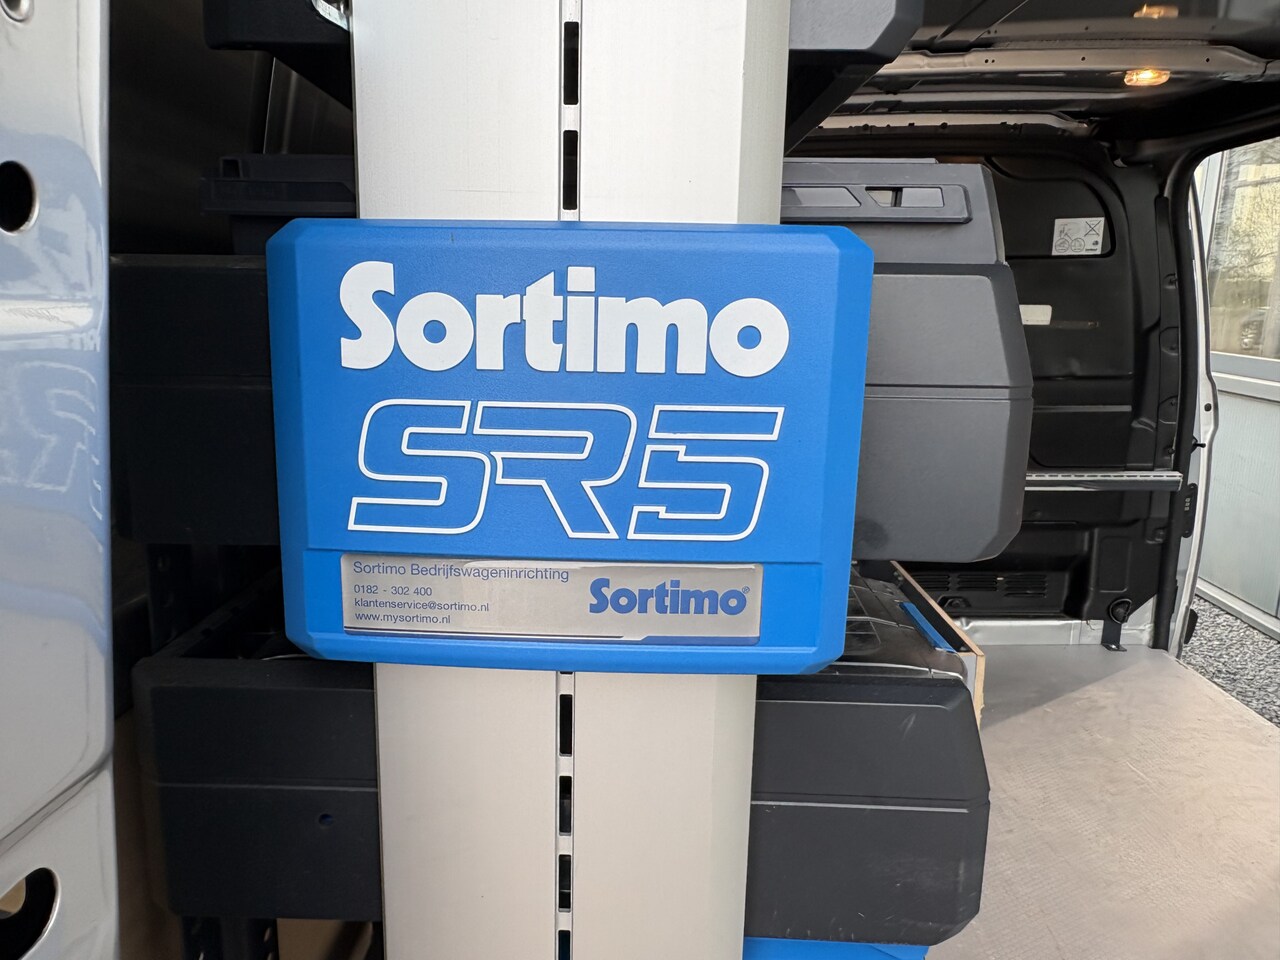 Sortimo
SR5
Sortimo Bedrijfswageninrichting
0182 - 302 400
klantenservice@sortimo.nl
www.mysortimo.nl
Sortimo®